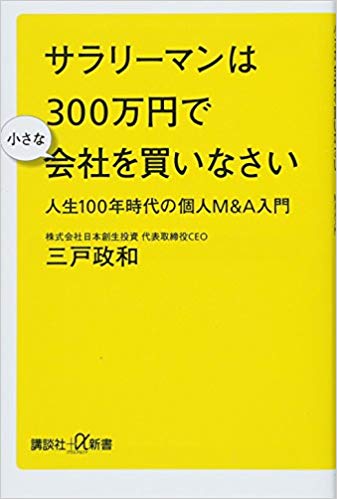 サラリーマンは
300万円で
小さな
会社を買いなさい
人生100年時代の個人M&A入門
株式会社日本創生投資 代表取締役CEO
三戸政和
講談社+α新書